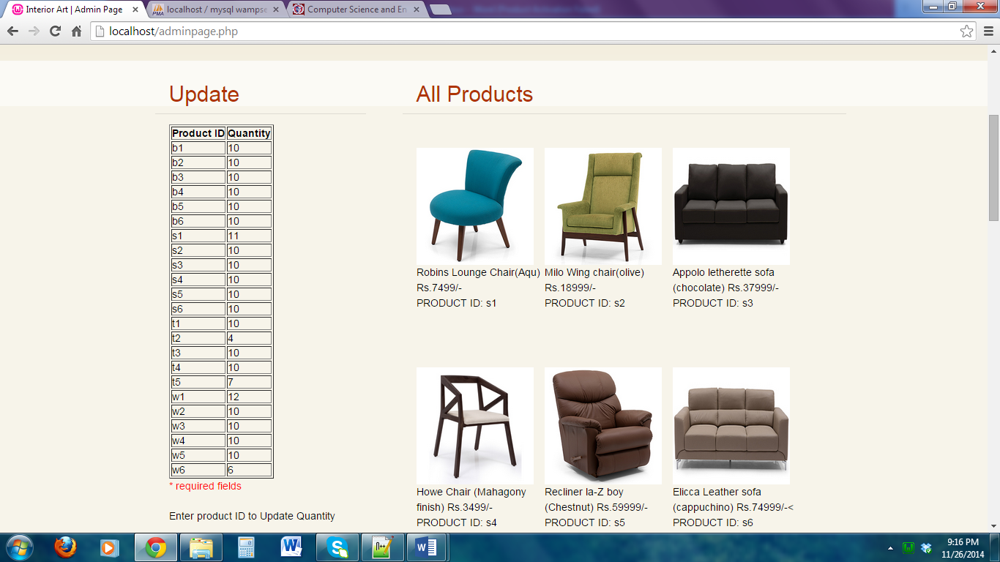 Interior Art | Admin Page
localhost / mysql wampse
Computer Science and En
localhost/adminpage.php
Update
Product ID Quantity
b1 10
b2 10
b3 10
b4 10
b5 10
b6 10
s1 11
s2 10
s3 10
s4 10
s5 10
s6 10
t1 10
t2 4
t3 10
t4 10
t5 7
w1 12
w2 10
w3 10
w4 10
w5 10
w6 6
* required fields
Enter product ID to Update Quantity
All Products
Robins Lounge Chair(Aqu)
Rs.7499/-
PRODUCT ID: s1
Milo Wing chair(olive)
Rs.18999/-
PRODUCT ID: s2
Appolo letherette sofa
(chocolate) Rs.37999/-
PRODUCT ID: s3
Howe Chair (Mahagony
finish) Rs.3499/-
PRODUCT ID: s4
Recliner la-Z boy
(Chestnut) Rs.59999/-
PRODUCT ID: s5
Elicca Leather sofa
(cappuchino) Rs.74999/-<
PRODUCT ID: s6
9:16 PM
11/26/2014